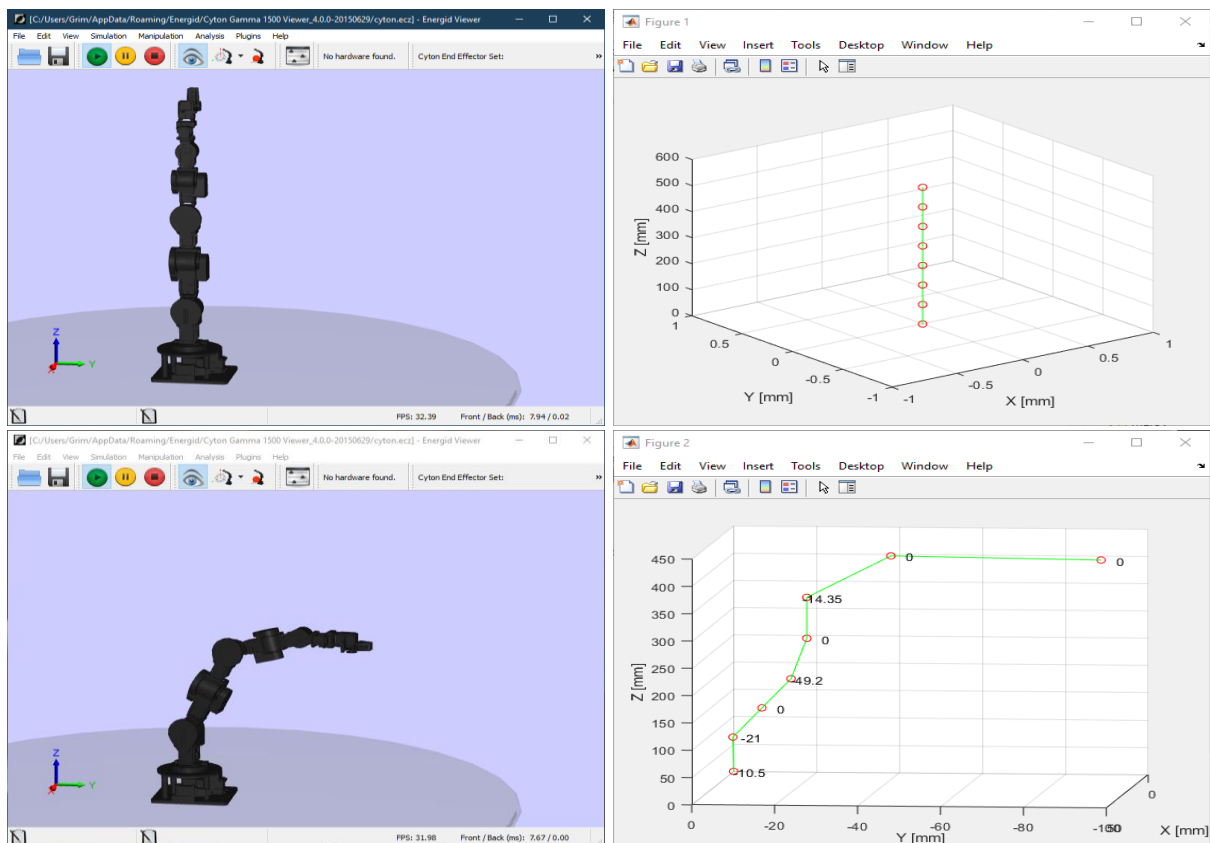 [C:/Users/Grim/AppData/Roaming/Energid/Cyton Gamma 1500 Viewer_4.0.0-20150629/cyton.ecz] - Energid Viewer
File Edit View Simulation Manipulation Analysis Plugins Help
No hardware found. Cyton End Effector Set: »
Z
Y
X
FPS: 32.39 Front / Back (ms): 7.94 / 0.02
Figure 1
File Edit View Insert Tools Desktop Window Help
600
500
400
300
200
100
0
Z [mm]
1
0.5
0
-0.5
-1
Y [mm]
-1
-0.5
0
0.5
1
X [mm]
[C:/Users/Grim/AppData/Roaming/Energid/Cyton Gamma 1500 Viewer_4.0.0-20150629/cyton.ecz] - Energid Viewer
File Edit View Simulation Manipulation Analysis Plugins Help
No hardware found. Cyton End Effector Set: »
Z
Y
X
FPS: 31.98 Front / Back (ms): 7.67 / 0.00
Figure 2
File Edit View Insert Tools Desktop Window Help
450
400
350
300
250
200
150
100
50
0
Z [mm]
0 0
-14.35
0
-49.2
0
-21
-10.5
0 -20 -40 -60 -80
Y [mm]
1
0
X [mm]